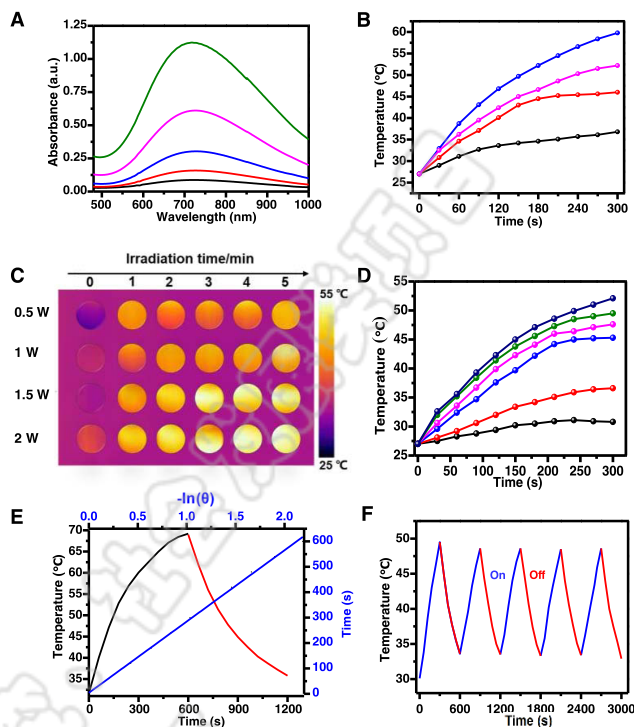 A
Absorbance (a.u.)
1.25
1.00
0.75
0.50
0.25
0.00
500 600 700 800 900 1000
Wavelength (nm)
B
Temperature (℃)
60
55
50
45
40
35
30
25
0 60 120 180 240 300
Time (s)
C
Irradiation time/min
0 1 2 3 4 5
0.5 W
1 W
1.5 W
2 W
55 ℃
25 ℃
D
Temperature (℃)
55
50
45
40
35
30
25
0 50 100 150 200 250 300
Time (s)
E
-ln(θ)
0.0 0.5 1.0 1.5 2.0
Temperature (℃)
70
65
60
55
50
45
40
35
0 300 600 900 1200
Time (s)
600
500
400
300
200
100
0
Time (s)
F
Temperature (℃)
50
45
40
35
30
On Off
0 600 1200 1800 2400 3000
Time (s)